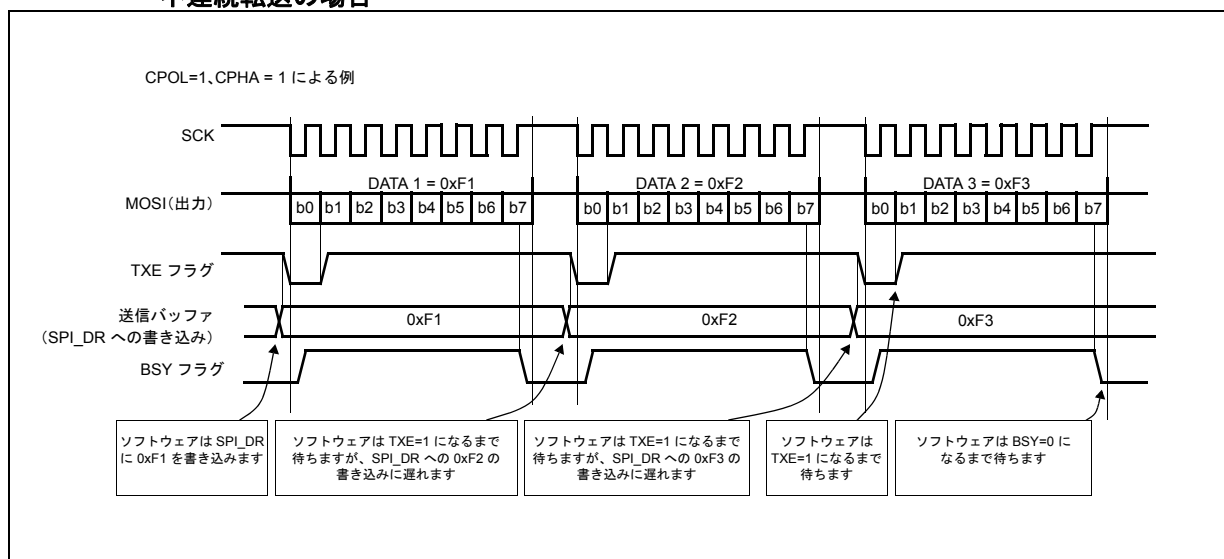 不連続転送の場合
CPOL=1、CPHA = 1 による例
SCK
DATA 1 = 0xF1
DATA 2 = 0xF2
DATA 3 = 0xF3
MOSI（出力）
b0 b1 b2 b3 b4 b5 b6 b7
b0 b1 b2 b3 b4 b5 b6 b7
b0 b1 b2 b3 b4 b5 b6 b7
TXE フラグ
送信バッファ
（SPI_DR への書き込み）
0xF1
0xF2
0xF3
BSY フラグ
ソフトウェアは SPI_DR
に 0xF1 を書き込みます
ソフトウェアは TXE=1 になるまで
待ちますが、SPI_DR への 0xF2 の
書き込みに遅れます
ソフトウェアは TXE=1 になるまで
待ちますが、SPI_DR への 0xF3 の
書き込みに遅れます
ソフトウェアは
TXE=1 になるまで
待ちます
ソフトウェアは BSY=0 に
なるまで待ちます